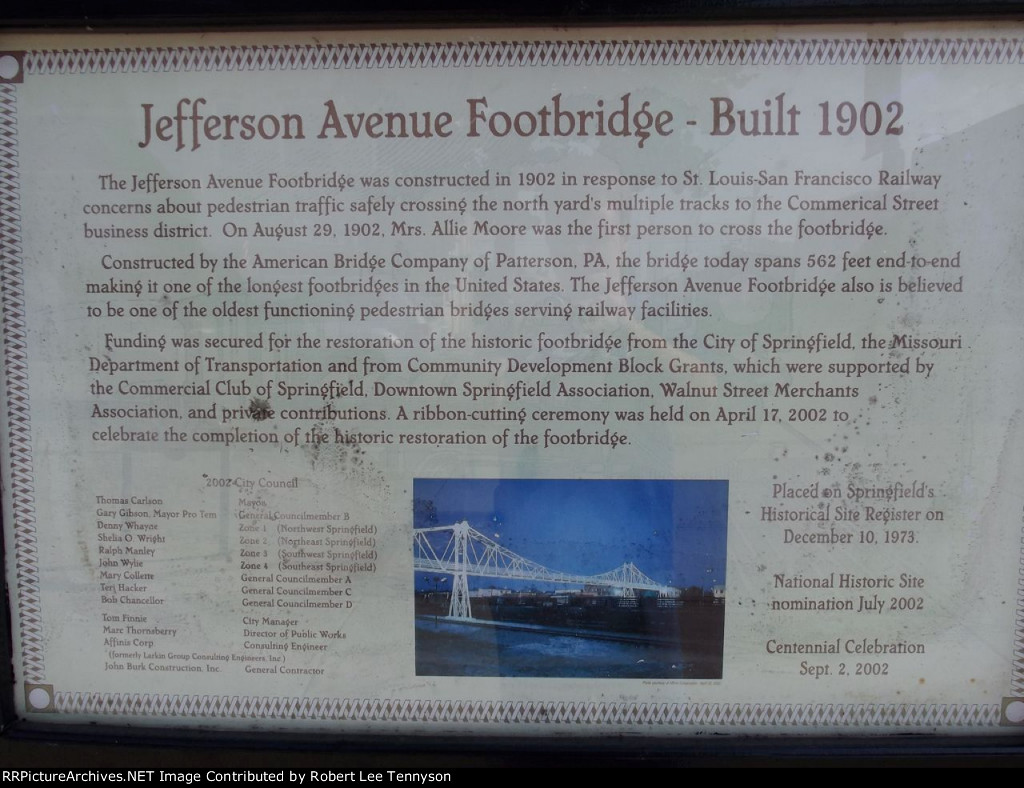 Jefferson Avenue Footbridge - Built 1902
The Jefferson Avenue Footbridge was constructed in 1902 in response to St. Louis-San Francisco Railway
concerns about pedestrian traffic safely crossing the north yard's multiple tracks to the Commerical Street
business district. On August 29, 1902, Mrs. Allie Moore was the first person to cross the footbridge.
Constructed by the American Bridge Company of Patterson, PA, the bridge today spans 562 feet end-to-end
making it one of the longest footbridges in the United States. The Jefferson Avenue Footbridge also is believed
to be one of the oldest functioning pedestrian bridges serving railway facilities.
Funding was secured for the restoration of the historic footbridge from the City of Springfield, the Missouri
Department of Transportation and from Community Development Block Grants, which were supported by
the Commercial Club of Springfield, Downtown Springfield Association, Walnut Street Merchants
Association, and private contributions. A ribbon-cutting ceremony was held on April 17, 2002 to
celebrate the completion of the historic restoration of the footbridge.
2002 City Council
Thomas Carlson Mayor
Gary Gibson, Mayor Pro Tem General Councilmember B
Denny Whayne Zone 1 (Northwest Springfield)
Shelia O. Wright Zone 2 (Northeast Springfield)
Ralph Manley Zone 3 (Southwest Springfield)
John Wylie Zone 4 (Southeast Springfield)
Mary Collette General Councilmember A
Teri Hacker General Councilmember C
Bob Chancellor General Councilmember D
Tom Finnie City Manager
Marc Thornsberry Director of Public Works
Affinis Corp Consulting Engineer
(formerly Larkin Group Consulting Engineers, Inc.)
John Burk Construction, Inc. General Contractor
Placed on Springfield's
Historical Site Register on
December 10, 1973.
National Historic Site
nomination July 2002
Centennial Celebration
Sept. 2, 2002
RRPictureArchives.NET Image Contributed by Robert Lee Tennyson